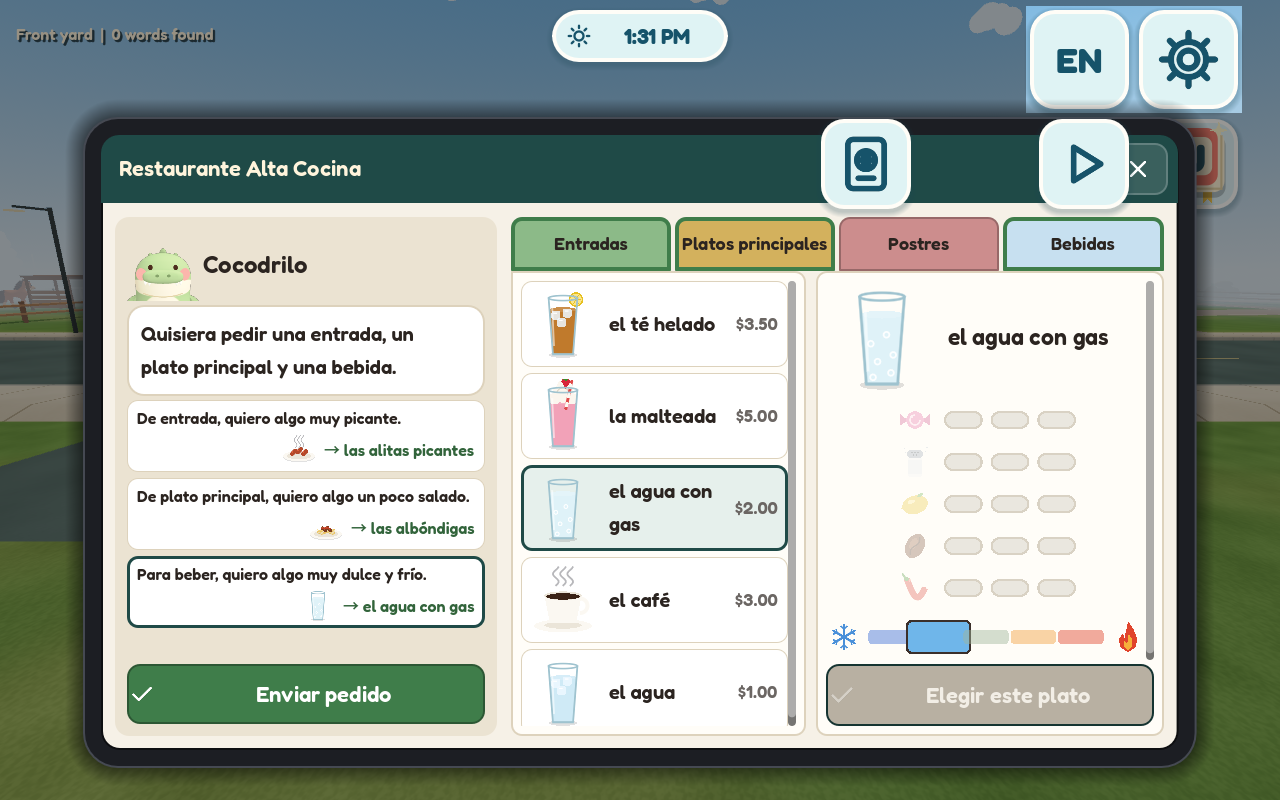 Front yard | 0 words found
1:31 PM
EN
Restaurante Alta Cocina
Cocodrilo
Quisiera pedir una entrada, un
plato principal y una bebida.
De entrada, quiero algo muy picante.
→ las alitas picantes
De plato principal, quiero algo un poco salado.
→ las albóndigas
Para beber, quiero algo muy dulce y frío.
→ el agua con gas
Enviar pedido
Entradas
Platos principales
Postres
Bebidas
el té helado
$3.50
la malteada
$5.00
el agua con
gas
$2.00
el café
$3.00
el agua
$1.00
el agua con gas
Elegir este plato